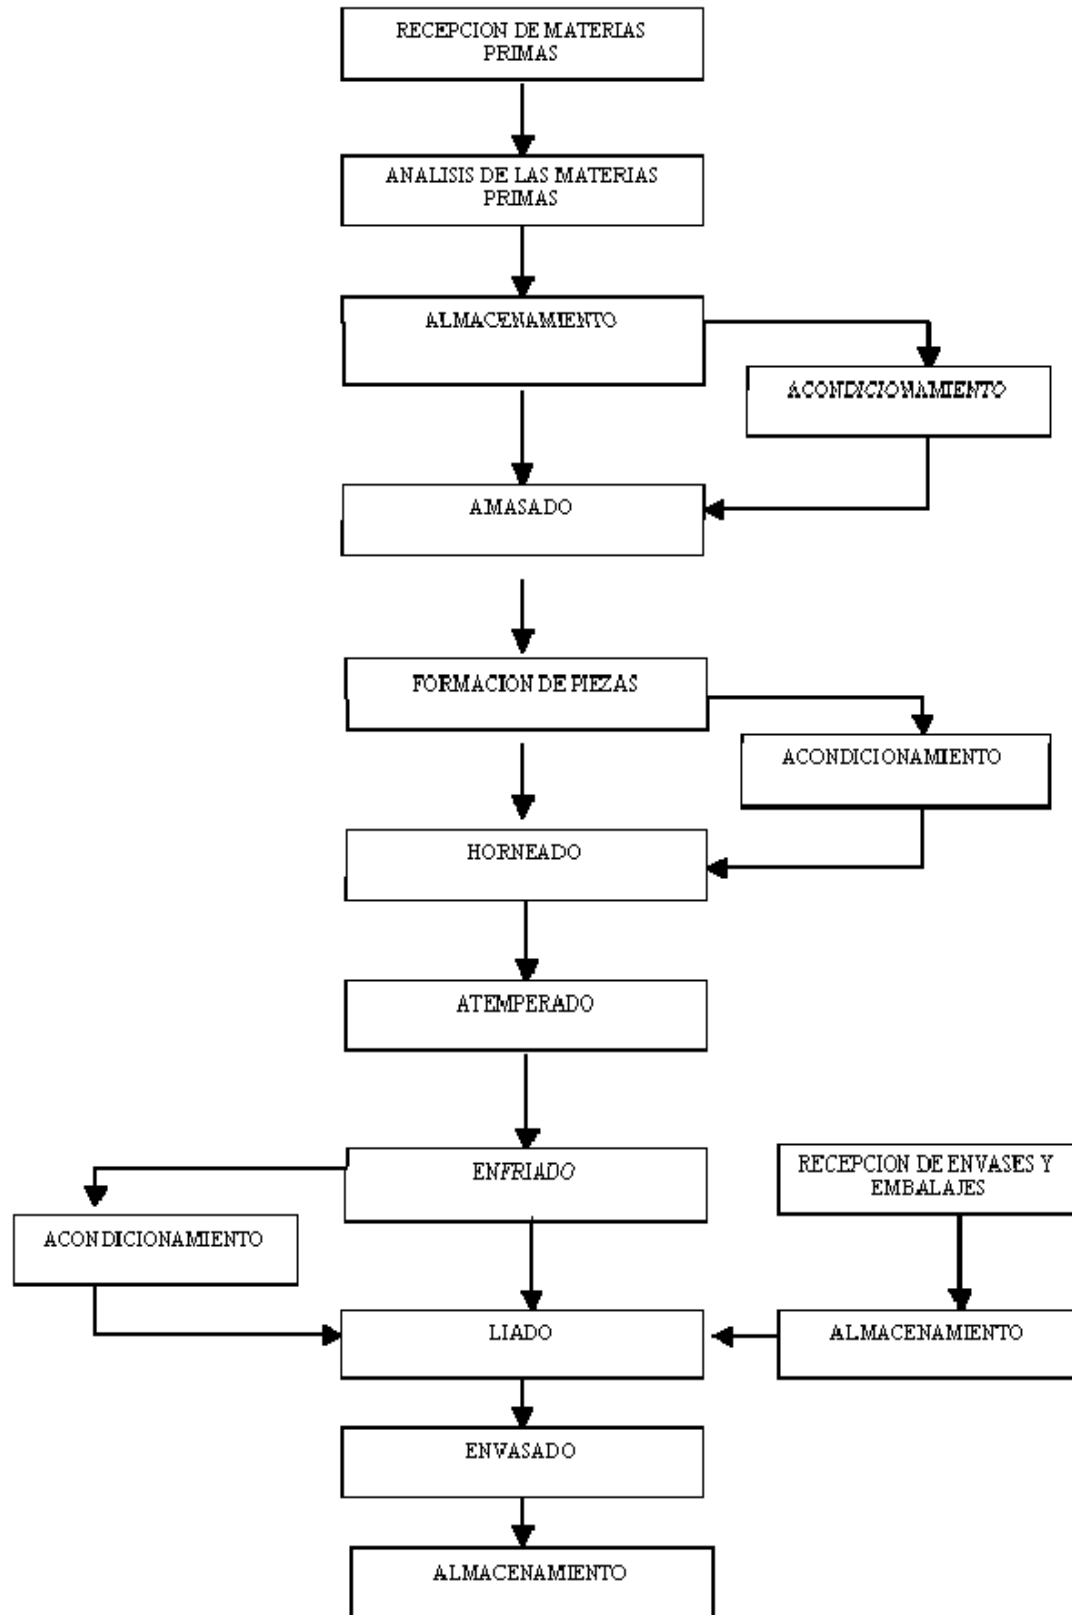 RECEPCION DE MATERIAS
PRIMAS
ANALISIS DE LAS MATERIAS
PRIMAS
ALMACENAMIENTO
ACONDICIONAMIENTO
AMASADO
FORMACION DE PIEZAS
ACONDICIONAMIENTO
HORNEADO
ATEMPERADO
ENFRIADO
RECEPCION DE ENVASES Y
EMBALAJES
ACONDICIONAMIENTO
LIADO
ALMACENAMIENTO
ENVASADO
ALMACENAMIENTO